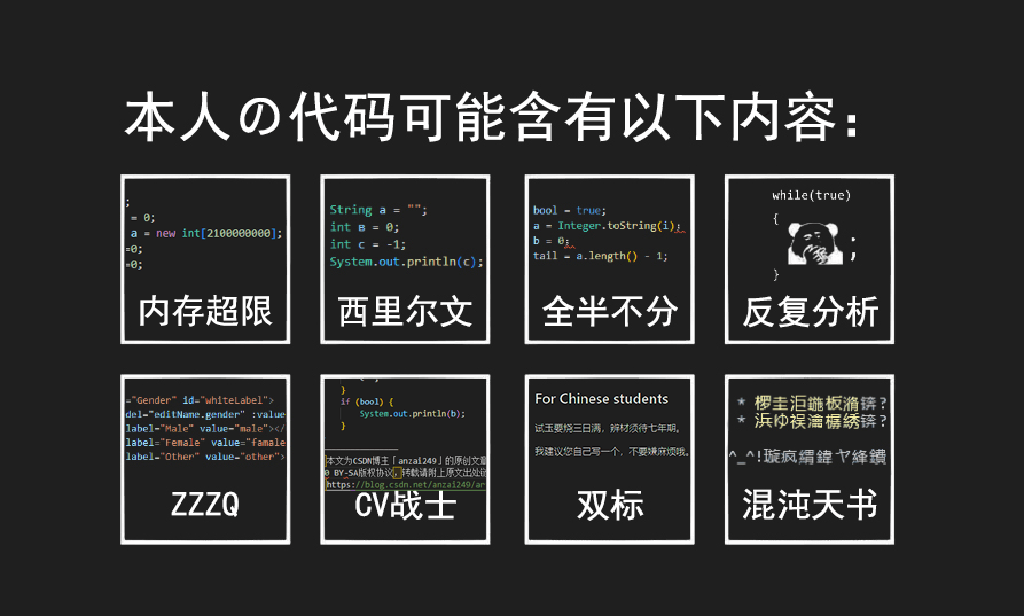 本人の代码可能含有以下内容：
;
= 0;
a = new int[2100000000];
=0;
=0;
内存超限
String a = "";
int в = 0;
int c = -1;
System.out.println(с);
西里尔文
bool = true;
a = Integer.toString(i)；
b = 0；
tail = a.length() - 1;
全半不分
while(true)
{
;
;
}
反复分析
="Gender" id="whiteLabel">
del="editName.gender" :value
label="Male" value="male"></
label="Female" value="famale
label="Other" value="other">
ZZZQ
}
if (bool) {
System.out.println(b);
}
本文为CSDN博主「anzai249」的原创文章
BY-SA版权协议，转载请附上原文出处链
https://blog.csdn.net/anzai249/ar
CV战士
For Chinese students
试玉要烧三日满，辨材须待七年期。
我建议您自己写一个，不要嫌麻烦哦。
双标
混沌天书